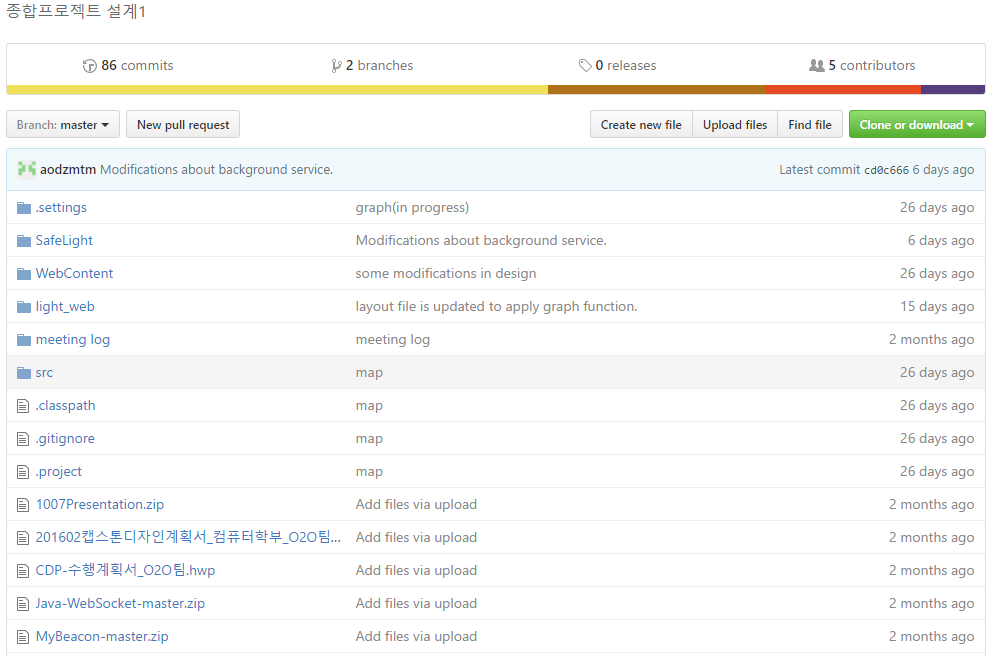 종합프로젝트 설계1
86 commits 2 branches 0 releases 5 contributors
Branch: master New pull request Create new file Upload files Find file Clone or download
aodzmtm Modifications about background service. Latest commit cd0c666 6 days ago
.settings graph(in progress) 26 days ago
SafeLight Modifications about background service. 6 days ago
WebContent some modifications in design 26 days ago
light_web layout file is updated to apply graph function. 15 days ago
meeting log meeting log 2 months ago
src map 26 days ago
.classpath map 26 days ago
.gitignore map 26 days ago
.project map 26 days ago
1007Presentation.zip Add files via upload 2 months ago
201602캡스톤디자인계획서_컴퓨터학부_O2O팀... Add files via upload 2 months ago
CDP-수행계획서_O2O팀.hwp Add files via upload 2 months ago
Java-WebSocket-master.zip Add files via upload 2 months ago
MyBeacon-master.zip Add files via upload 2 months ago